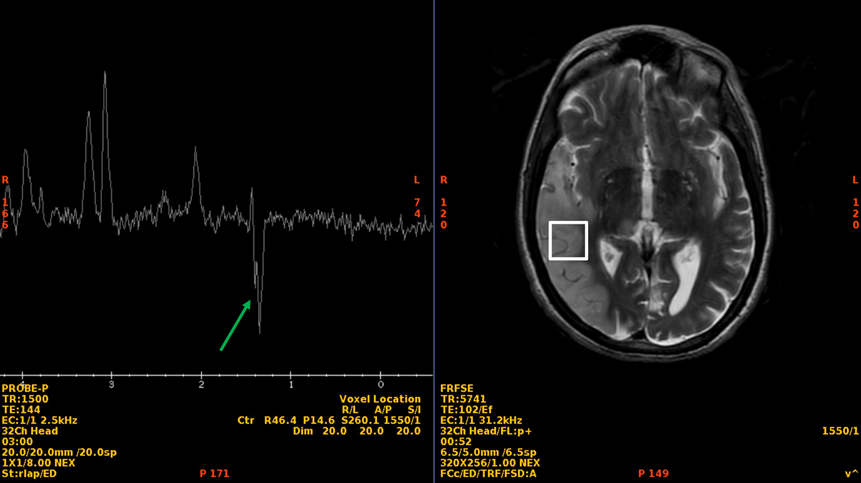 R
1
6
6
L
7
4
4 3 2 1 0
PROBE-P
TR:1500
TE:144
EC:1/1 2.5kHz
32Ch Head
03:00
20.0/20.0mm /20.0sp
1X1/8.00 NEX
St:rlap/ED
Voxel Location
R/L A/P S/I
Ctr R46.4 P14.6 S260.1 1550/1
Dim 20.0 20.0 20.0
P 171
R
1
2
0
L
1
2
0
FRFSE
TR:5741
TE:102/Ef
EC:1/1 31.2kHz
32Ch Head/FL:p+
00:52
6.5/5.0mm /6.5sp
320X256/1.00 NEX
FCc/ED/TRF/FSD:A
1550/1
P 149
v^